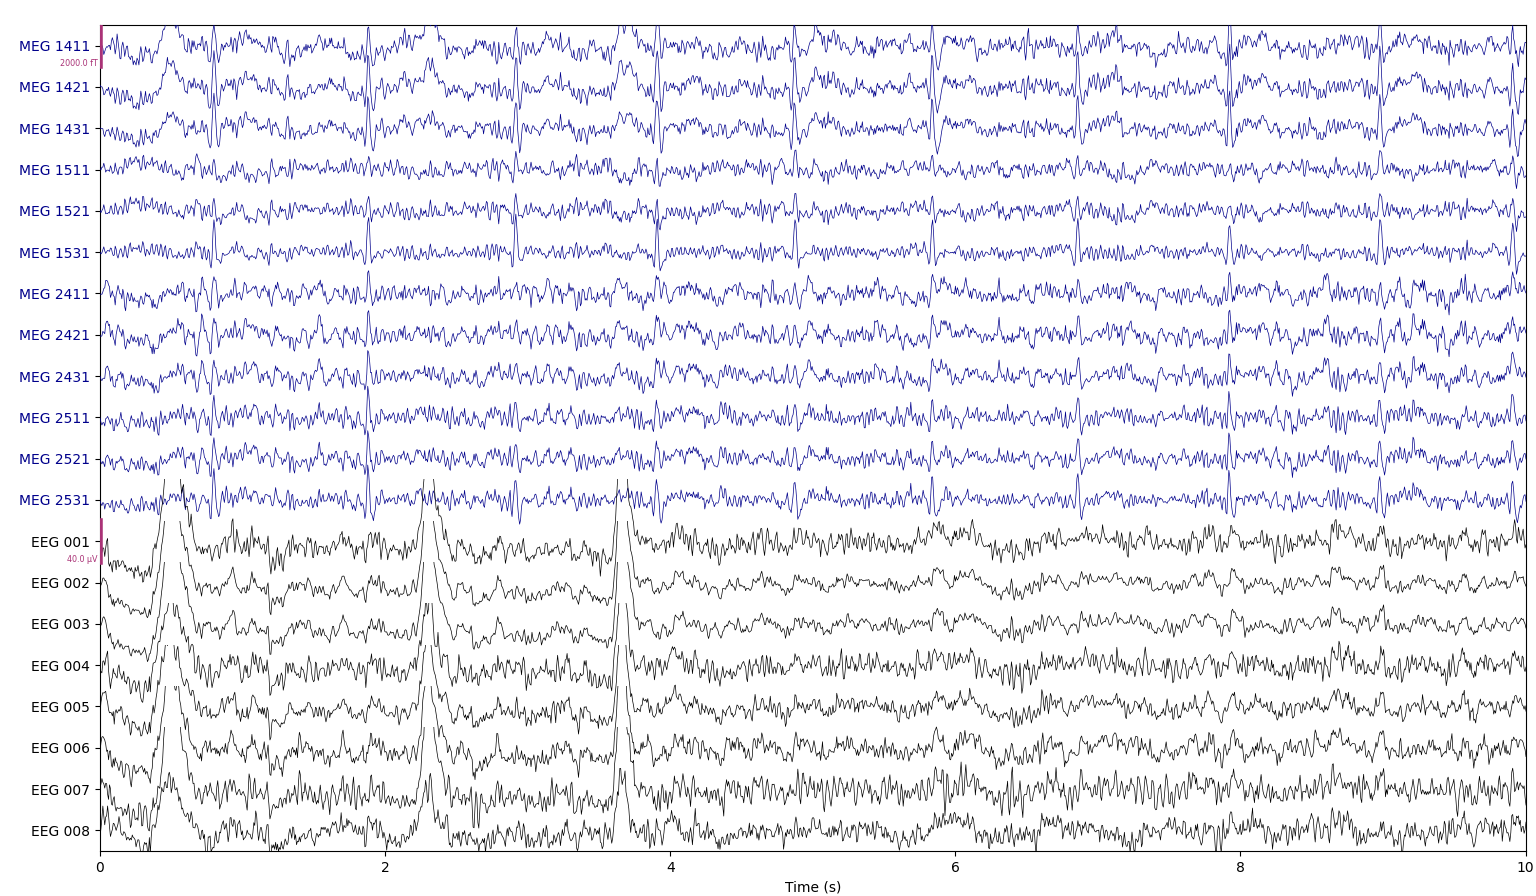 MEG 1411
2000.0 fT
MEG 1421
MEG 1431
MEG 1511
MEG 1521
MEG 1531
MEG 2411
MEG 2421
MEG 2431
MEG 2511
MEG 2521
MEG 2531
EEG 001
40.0 µV
EEG 002
EEG 003
EEG 004
EEG 005
EEG 006
EEG 007
EEG 008
0 2 4 6 8 10
Time (s)